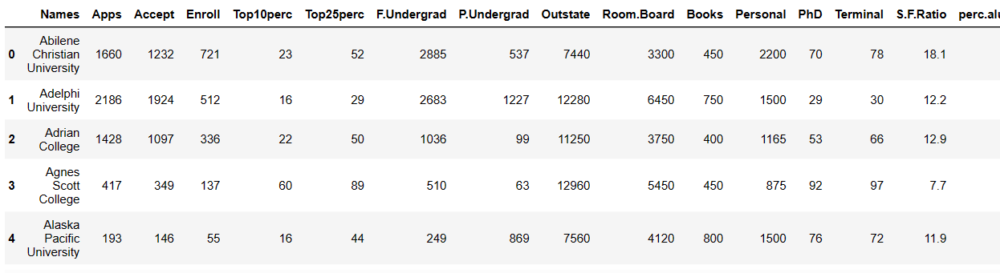 Names Apps Accept Enroll Top10perc Top25perc F.Undergrad P.Undergrad Outstate Room.Board Books Personal PhD Terminal S.F.Ratio
0 Abilene Christian University 1660 1232 721 23 52 2885 537 7440 3300 450 2200 70 78 18.1
1 Adelphi University 2186 1924 512 16 29 2683 1227 12280 6450 750 1500 29 30 12.2
2 Adrian College 1428 1097 336 22 50 1036 99 11250 3750 400 1165 53 66 12.9
3 Agnes Scott College 417 349 137 60 89 510 63 12960 5450 450 875 92 97 7.7
4 Alaska Pacific University 193 146 55 16 44 249 869 7560 4120 800 1500 76 72 11.9